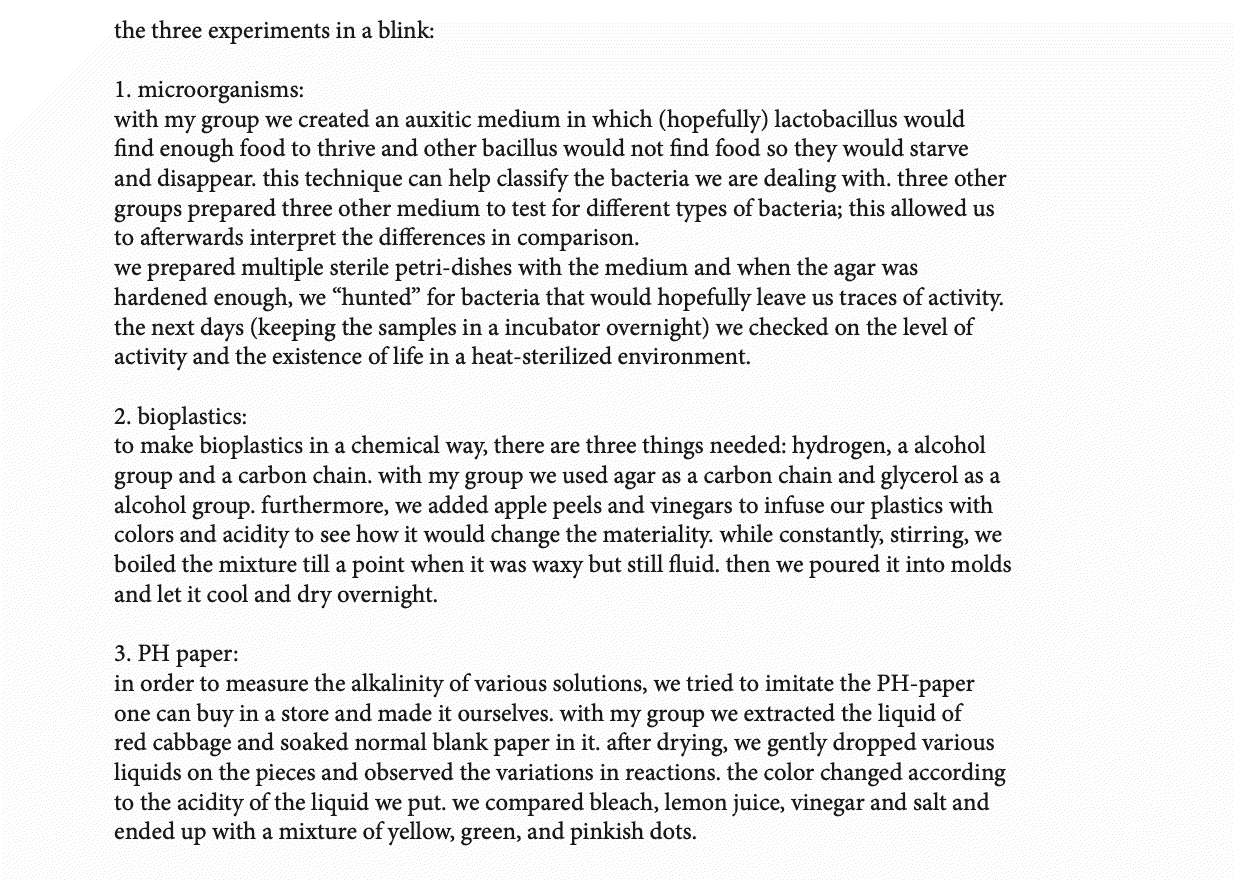 the three experiments in a blink:
1. microorganisms:
with my group we created an auxitic medium in which (hopefully) lactobacillus would
find enough food to thrive and other bacillus would not find food so they would starve
and disappear. this technique can help classify the bacteria we are dealing with. three other
groups prepared three other medium to test for different types of bacteria; this allowed us
to afterwards interpret the differences in comparison.
we prepared multiple sterile petri-dishes with the medium and when the agar was
hardened enough, we “hunted” for bacteria that would hopefully leave us traces of activity.
the next days (keeping the samples in a incubator overnight) we checked on the level of
activity and the existence of life in a heat-sterilized environment.
2. bioplastics:
to make bioplastics in a chemical way, there are three things needed: hydrogen, a alcohol
group and a carbon chain. with my group we used agar as a carbon chain and glycerol as a
alcohol group. furthermore, we added apple peels and vinegars to infuse our plastics with
colors and acidity to see how it would change the materiality. while constantly, stirring, we
boiled the mixture till a point when it was waxy but still fluid. then we poured it into molds
and let it cool and dry overnight.
3. PH paper:
in order to measure the alkalinity of various solutions, we tried to imitate the PH-paper
one can buy in a store and made it ourselves. with my group we extracted the liquid of
red cabbage and soaked normal blank paper in it. after drying, we gently dropped various
liquids on the pieces and observed the variations in reactions. the color changed according
to the acidity of the liquid we put. we compared bleach, lemon juice, vinegar and salt and
ended up with a mixture of yellow, green, and pinkish dots.